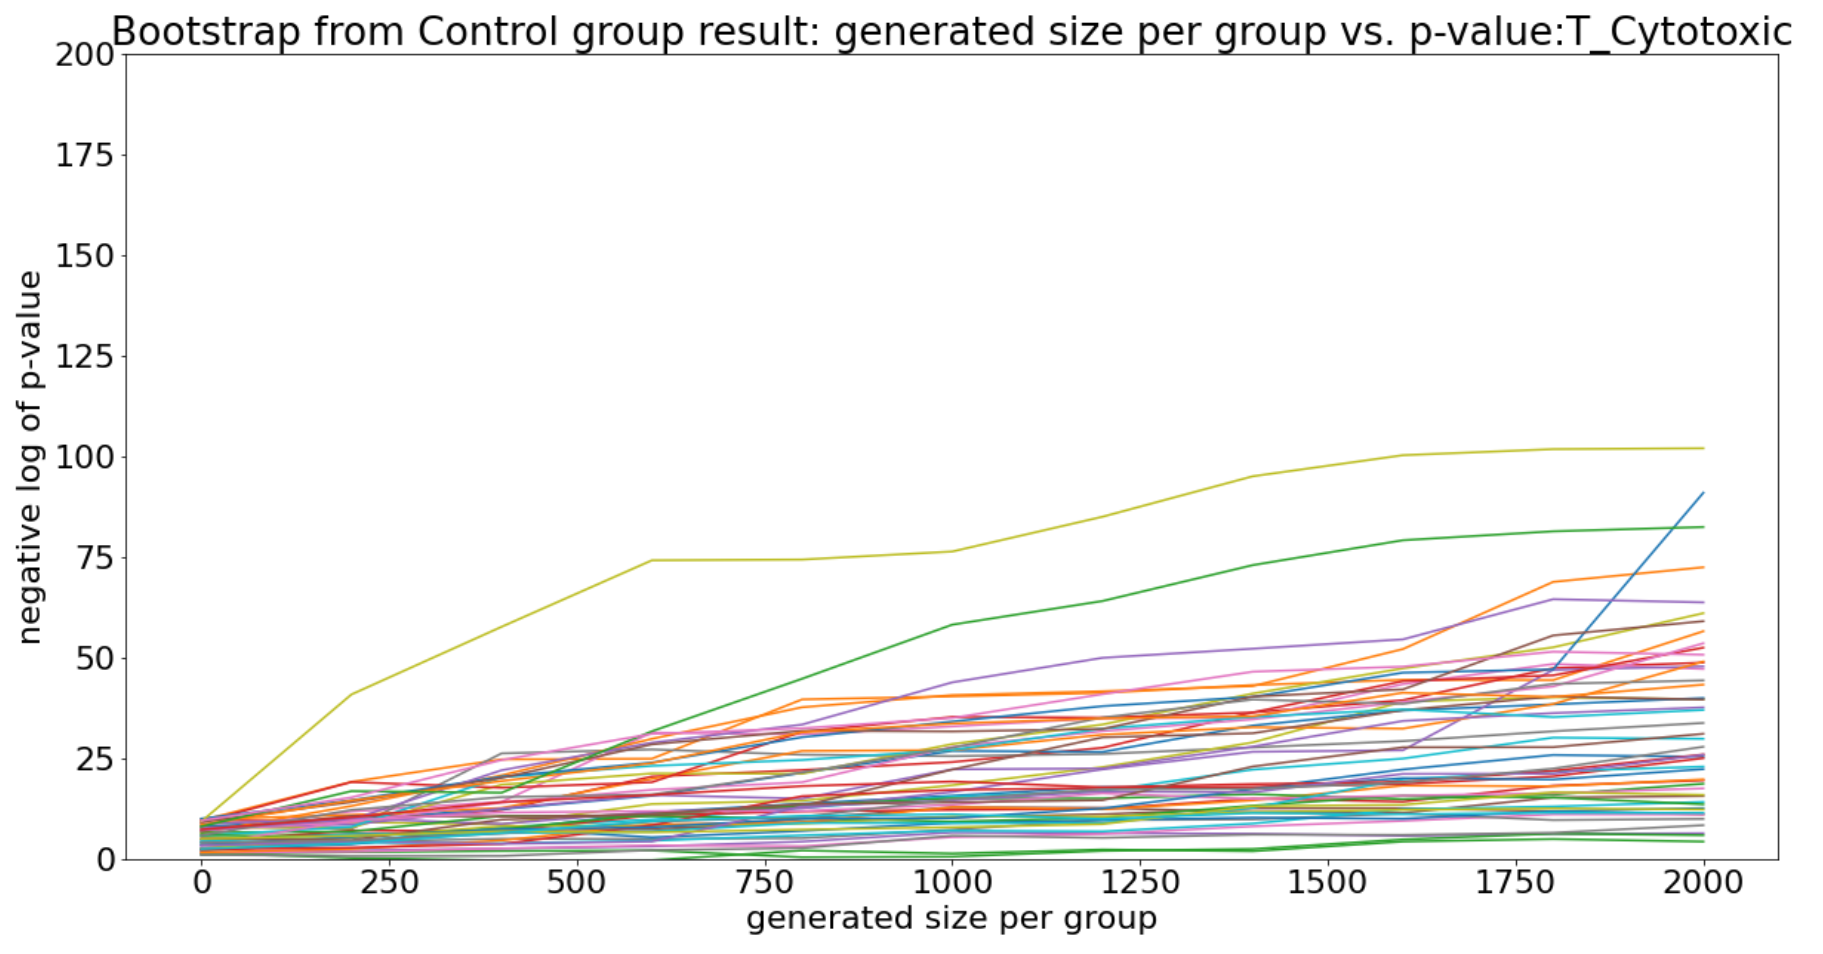 Bootstrap from Control group result: generated size per group vs. p-value:T_Cytotoxic
200
175
150
125
100
75
50
25
0
negative log of p-value
0 250 500 750 1000 1250 1500 1750 2000
generated size per group